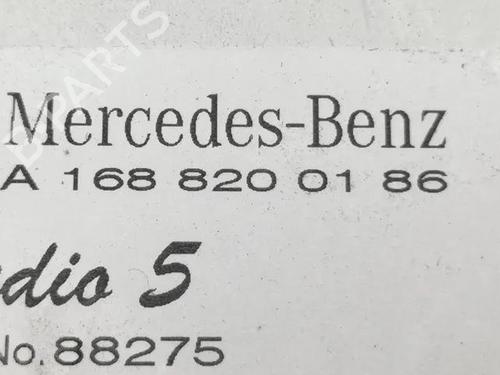 Mercedes-Benz
A 168 820 01 86
dio 5
No. 88275